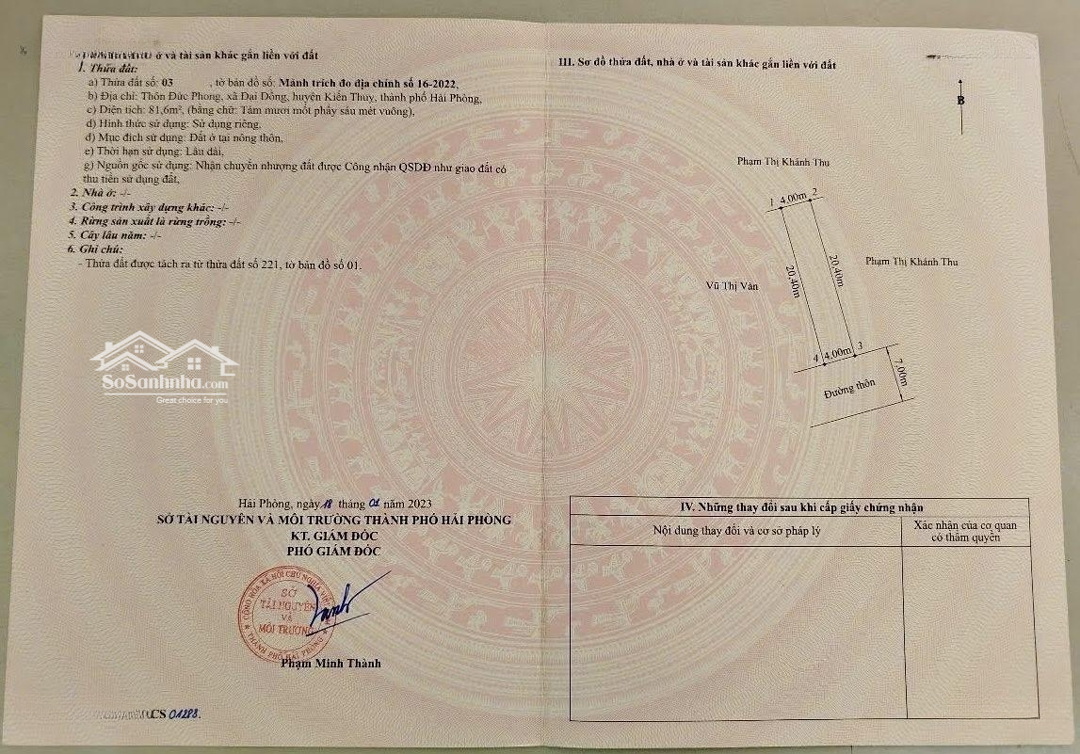 ở và tài sản khác gắn liền với đất
1. Thửa đất:
a) Thửa đất số: 03 , tờ bản đồ số: Mảnh trích đo địa chính số 16-2022,
b) Địa chỉ: Thôn Đức Phong, xã Đại Đồng, huyện Kiến Thuỵ, thành phố Hải Phòng,
c) Diện tích: 81,6m², (bằng chữ: Tám mươi mốt phẩy sáu mét vuông),
d) Hình thức sử dụng: Sử dụng riêng,
đ) Mục đích sử dụng: Đất ở tại nông thôn,
e) Thời hạn sử dụng: Lâu dài,
g) Nguồn gốc sử dụng: Nhận chuyển nhượng đất được Công nhận QSDĐ như giao đất có
thu tiền sử dụng đất,
2. Nhà ở: -/-
3. Công trình xây dựng khác: -/-
4. Rừng sản xuất là rừng trồng: -/-
5. Cây lâu năm: -/-
6. Ghi chú:
- Thửa đất được tách ra từ thửa đất số 221, tờ bản đồ số 01.
SoSanhnha.com
Great choice for you
Hải Phòng, ngày 18 tháng 01 năm 2023
SỞ TÀI NGUYÊN VÀ MÔI TRƯỜNG THÀNH PHỐ HẢI PHÒNG
KT. GIÁM ĐỐC
PHÓ GIÁM ĐỐC
CỘNG HÒA XÃ HỘI CHỦ NGHĨA
SỞ
TÀI NGUYÊN
VÀ
MÔI TRƯỜNG
THÀNH PHỐ HẢI PHÒNG
Phạm Minh Thành
CS 01288.
III. Sơ đồ thửa đất, nhà ở và tài sản khác gắn liền với đất
B
Phạm Thị Khánh Thu
1 4.00m 2
20.40m
20.40m
Vũ Thị Vân
Phạm Thị Khánh Thu
4 4.00m 3
7.00m
Đường thôn
IV. Những thay đổi sau khi cấp giấy chứng nhận
Nội dung thay đổi và cơ sở pháp lý
Xác nhận của cơ quan
có thẩm quyền